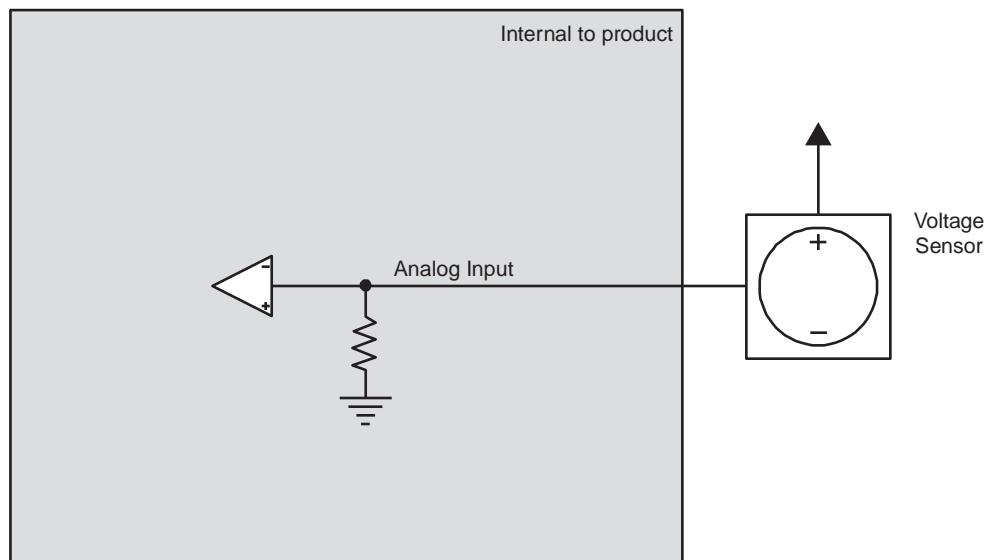 Internal to product
Voltage
Sensor
Analog Input
+
−
−
+